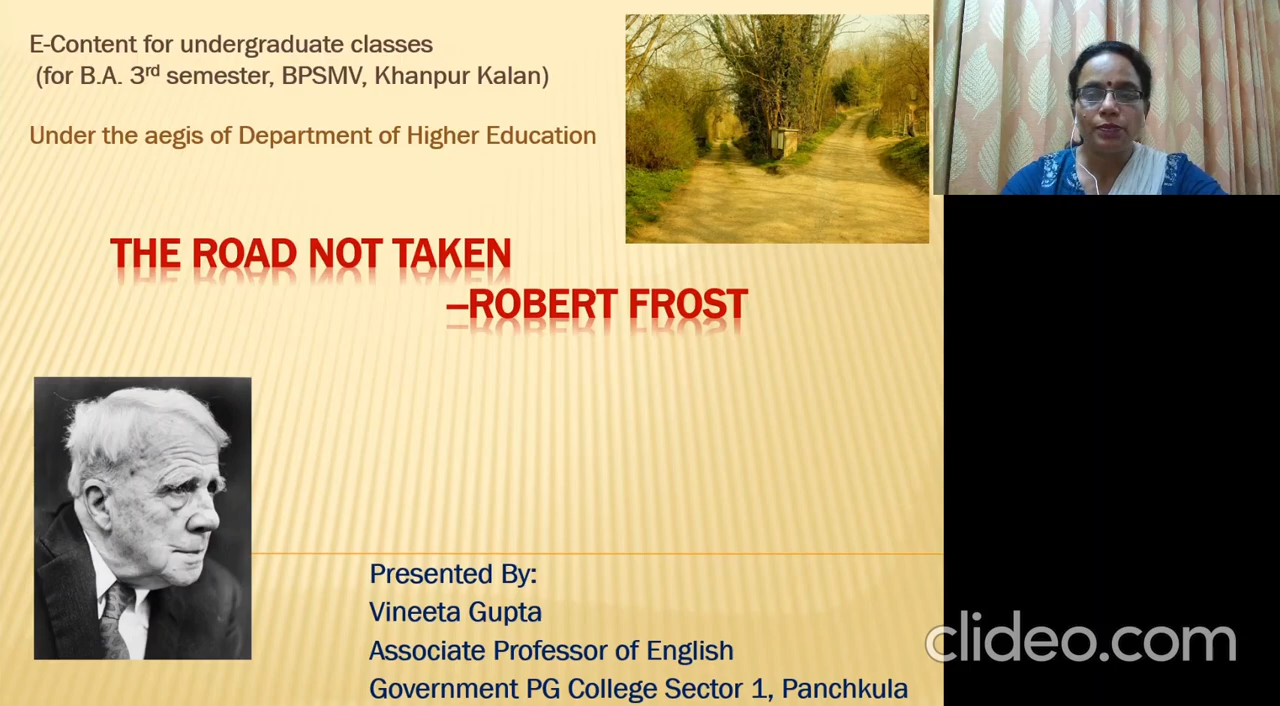 E-Content for undergraduate classes
(for B.A. 3rd semester, BPSMV, Khanpur Kalan)
Under the aegis of Department of Higher Education
THE ROAD NOT TAKEN
–ROBERT FROST
Presented By:
Vineeta Gupta
Associate Professor of English
Government PG College Sector 1, Panchkula
clideo.com